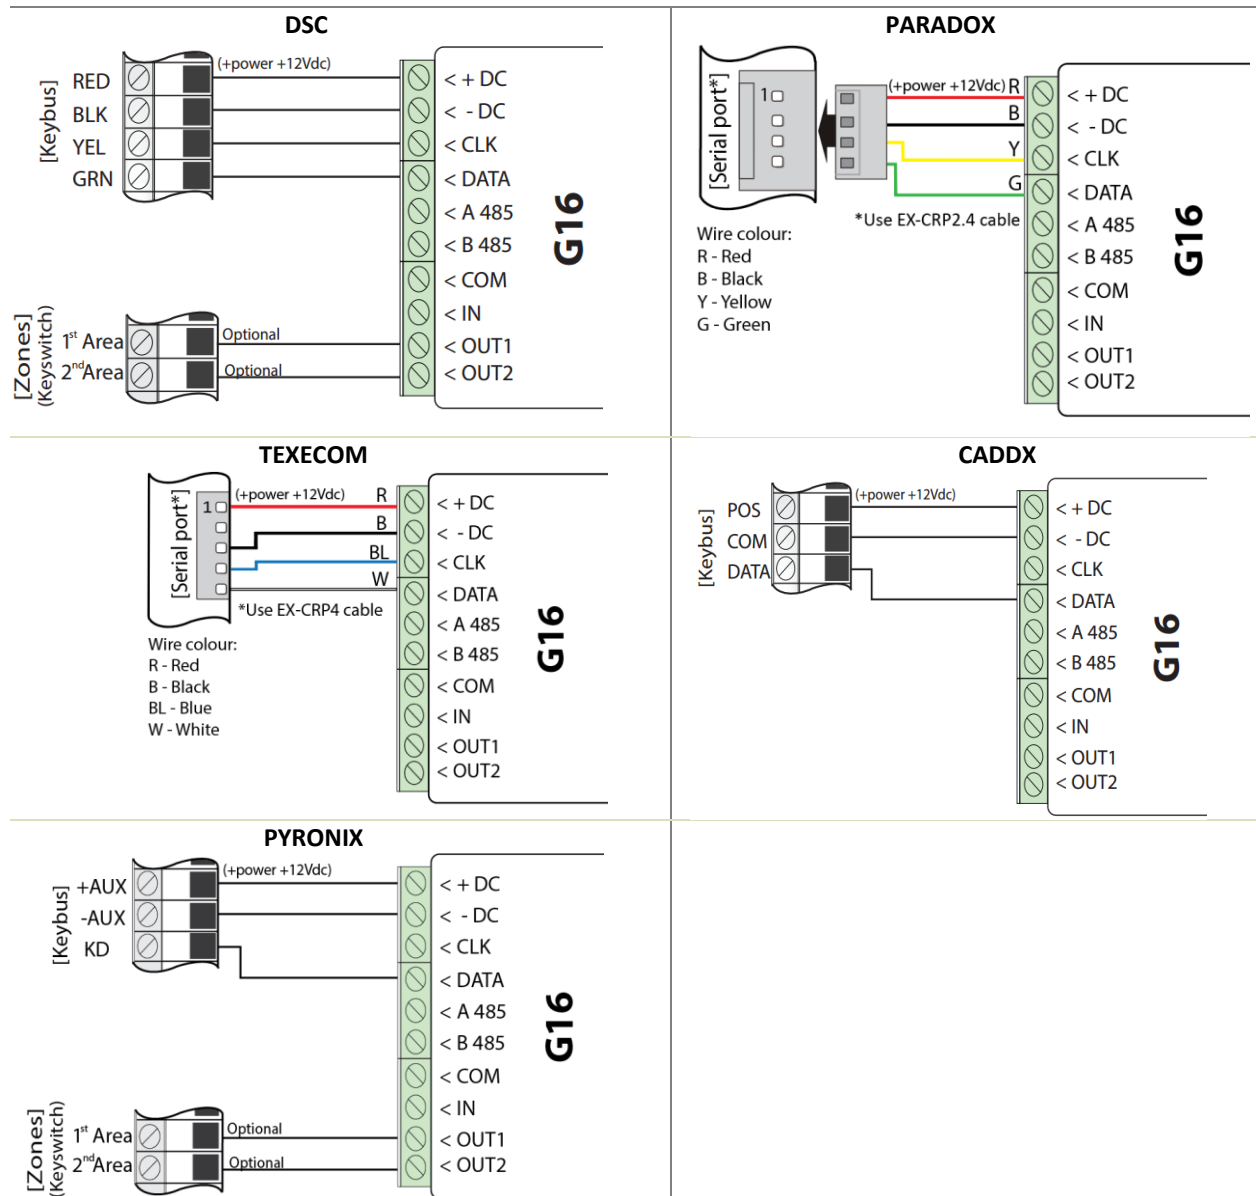 DSC
[Keybus]
RED
BLK
YEL
GRN
(+power +12Vdc)
< + DC
< - DC
< CLK
< DATA
< A 485
< B 485
< COM
< IN
< OUT1
< OUT2
G16
[Zones]
(Keyswitch)
1st Area
2nd Area
Optional
Optional
PARADOX
[Serial port*]
1
(+power +12Vdc) R
B
Y
G
*Use EX-CRP2.4 cable
Wire colour:
R - Red
B - Black
Y - Yellow
G - Green
< + DC
< - DC
< CLK
< DATA
< A 485
< B 485
< COM
< IN
< OUT1
< OUT2
G16
TEXECOM
[Serial port*]
1
(+power +12Vdc) R
B
BL
W
*Use EX-CRP4 cable
Wire colour:
R - Red
B - Black
BL - Blue
W - White
< + DC
< - DC
< CLK
< DATA
< A 485
< B 485
< COM
< IN
< OUT1
< OUT2
G16
CADDX
[Keybus]
POS
COM
DATA
(+power +12Vdc)
< + DC
< - DC
< CLK
< DATA
< A 485
< B 485
< COM
< IN
< OUT1
< OUT2
G16
PYRONIX
[Keybus]
+AUX
-AUX
KD
(+power +12Vdc)
< + DC
< - DC
< CLK
< DATA
< A 485
< B 485
< COM
< IN
< OUT1
< OUT2
G16
[Zones]
(Keyswitch)
1st Area
2nd Area
Optional
Optional